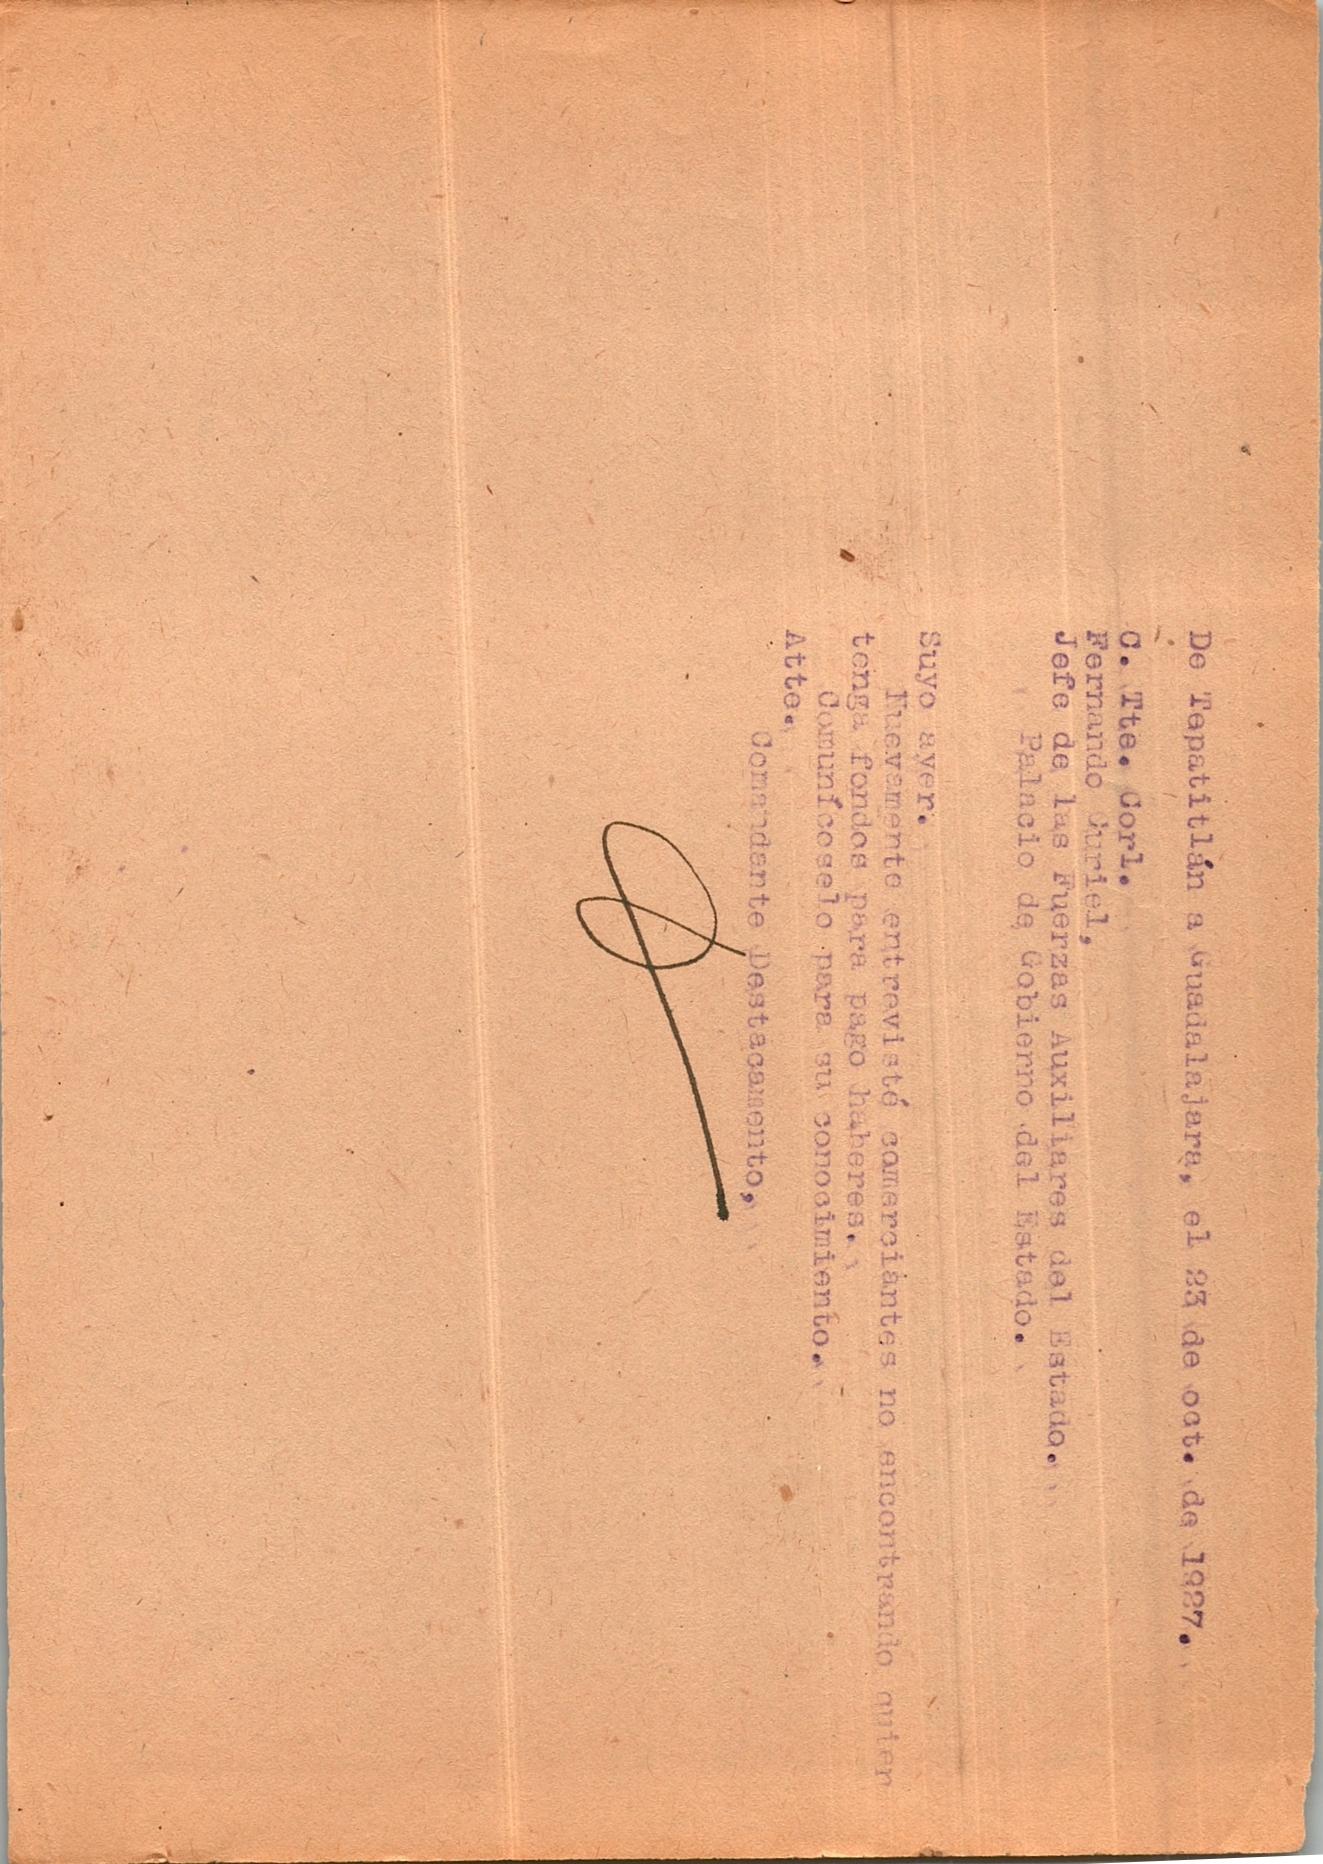 De Tepatitlán a Guadalajara, el 23 de oct. de 1927.
C. Tte. Corl.
Fernando Curiel,
Jefe de las Fuerzas Auxiliares del Estado.
Palacio de Gobierno del Estado.
Suyo ayer.
Nuevamente entrevisté comerciantes no encontrando quien
tenga fondos para pago haberes.
Comunícoselo para su conocimiento.
Atte.
Comandante Destacamento,